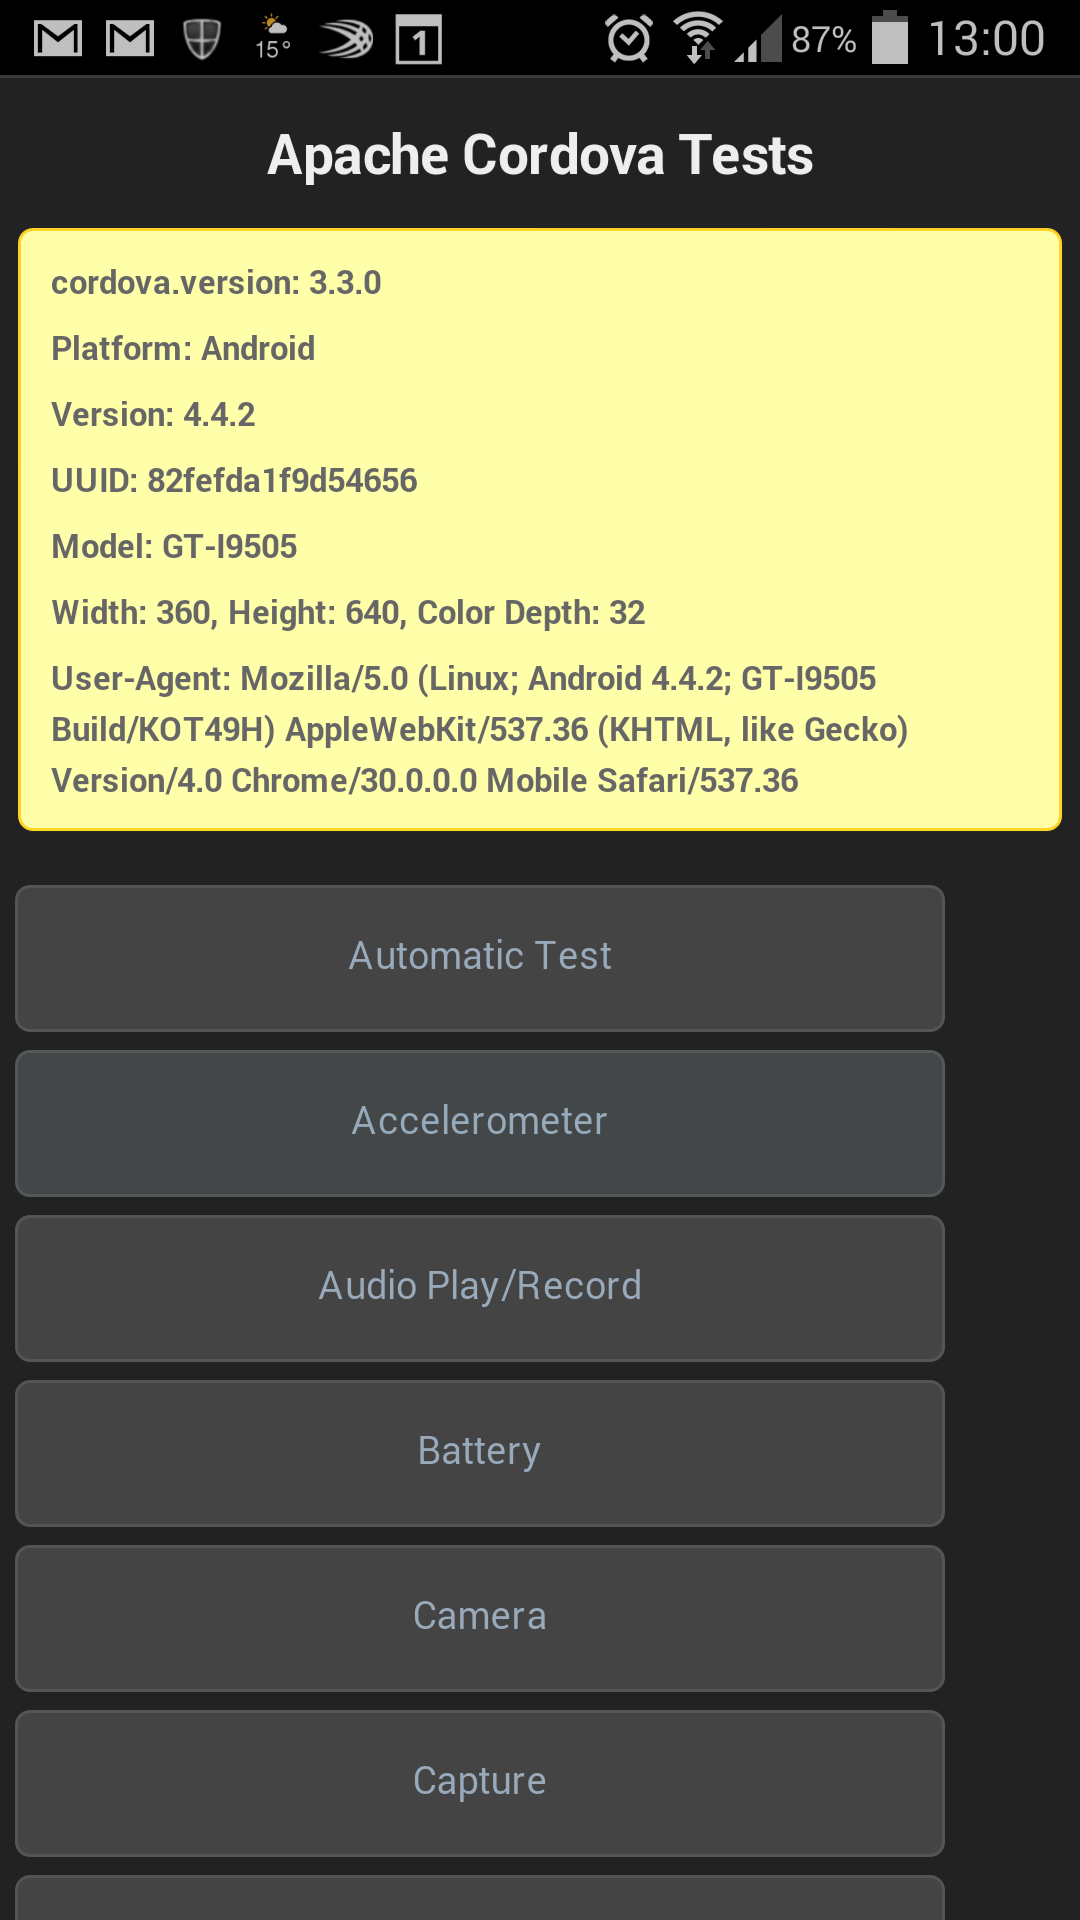 15° 1 87% 13:00
Apache Cordova Tests
cordova.version: 3.3.0
Platform: Android
Version: 4.4.2
UUID: 82fefda1f9d54656
Model: GT-I9505
Width: 360, Height: 640, Color Depth: 32
User-Agent: Mozilla/5.0 (Linux; Android 4.4.2; GT-I9505
Build/KOT49H) AppleWebKit/537.36 (KHTML, like Gecko)
Version/4.0 Chrome/30.0.0.0 Mobile Safari/537.36
Automatic Test
Accelerometer
Audio Play/Record
Battery
Camera
Capture